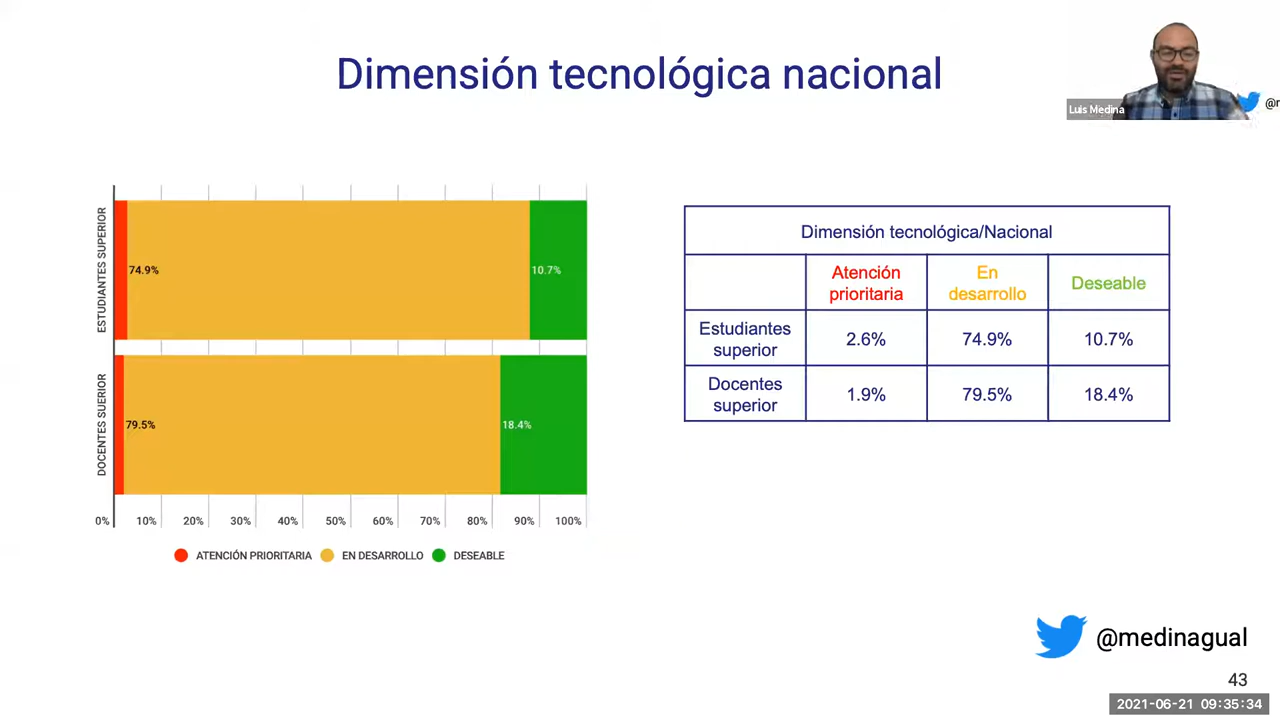 Dimensión tecnológica nacional
Luis Medina
@m
ESTUDIANTES SUPERIOR
74.9%
10.7%
DOCENTES SUERIOR
79.5%
18.4%
0% 10% 20% 30% 40% 50% 60% 70% 80% 90% 100%
ATENCIÓN PRIORITARIA EN DESARROLLO DESEABLE
Dimensión tecnológica/Nacional
Atención prioritaria En desarrollo Deseable
Estudiantes superior 2.6% 74.9% 10.7%
Docentes superior 1.9% 79.5% 18.4%
@medinagual
43
2021-06-21 09:35:34